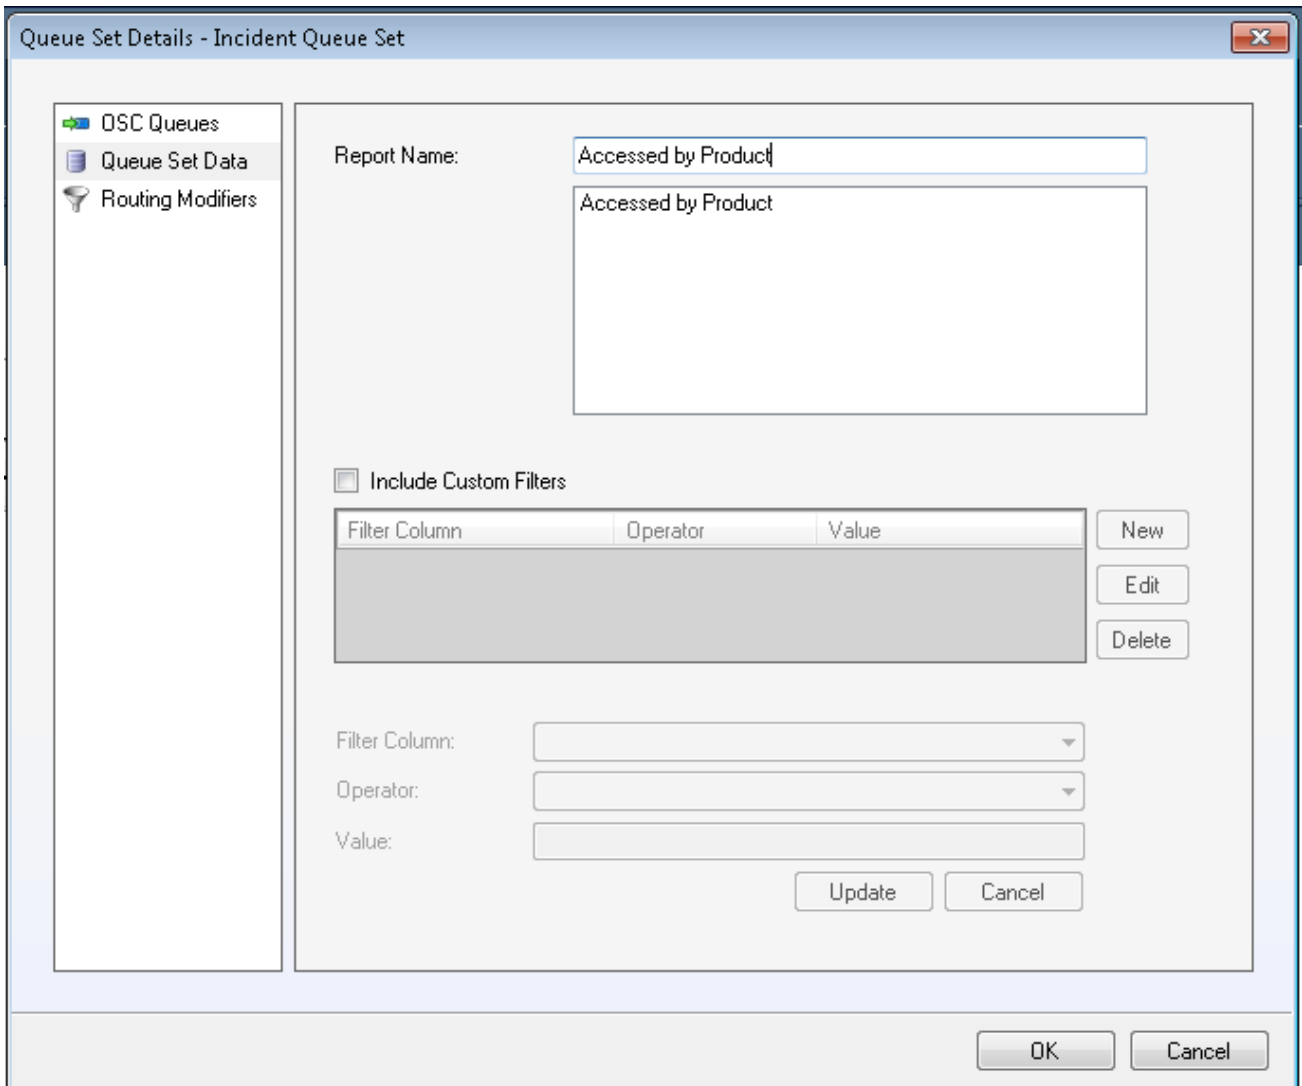 Queue Set Details - Incident Queue Set
OSC Queues
Queue Set Data
Routing Modifiers
Report Name:
Accessed by Product
Accessed by Product
Include Custom Filters
Filter Column Operator Value
New
Edit
Delete
Filter Column:
Operator:
Value:
Update Cancel
OK Cancel